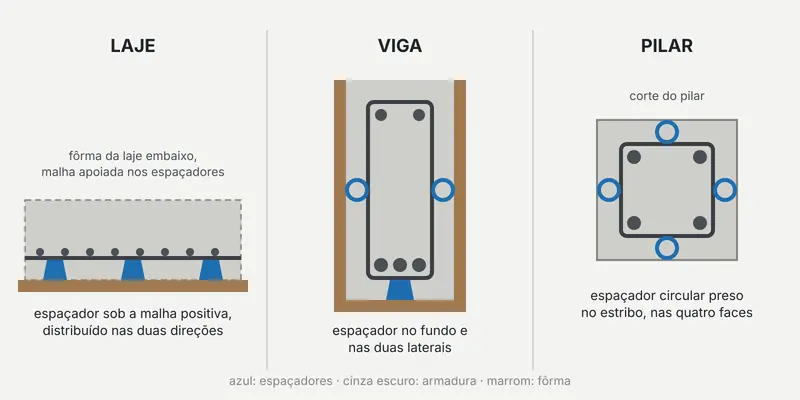 LAJE
fôrma da laje embaixo,
malha apoiada nos espaçadores
espaçador sob a malha positiva,
distribuído nas duas direções
VIGA
espaçador no fundo e
nas duas laterais
PILAR
corte do pilar
espaçador circular preso
no estribo, nas quatro faces
azul: espaçadores · cinza escuro: armadura · marrom: fôrma